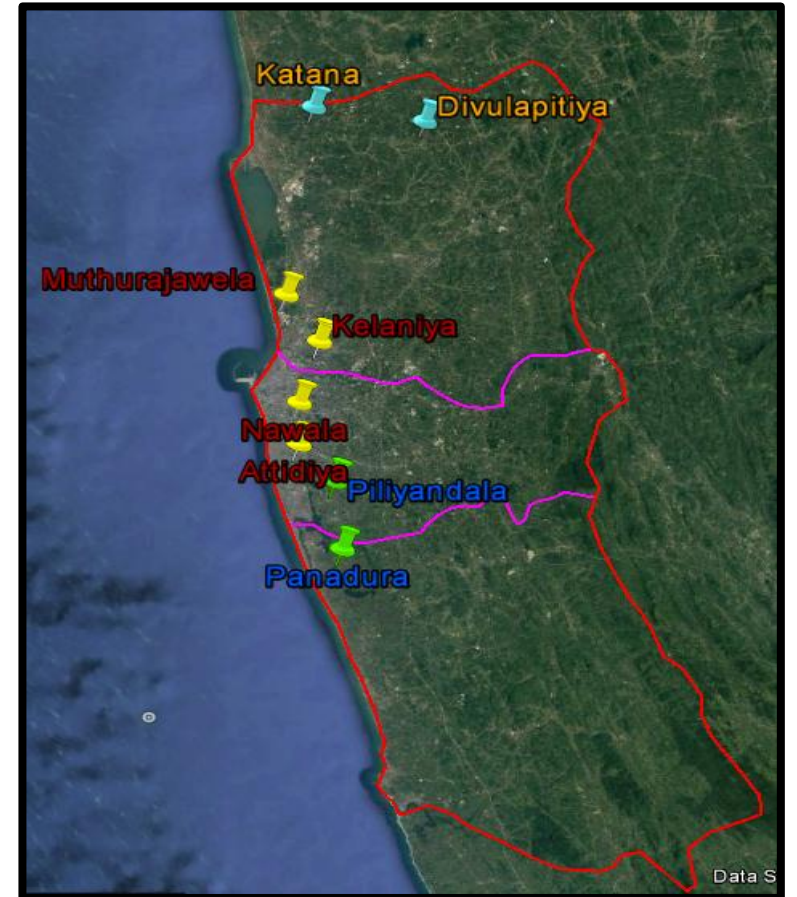 Katana
Divulapitiya
Muthurajawela
Kelaniya
Nawala
Attidiya
Piliyandala
Panadura
Data S